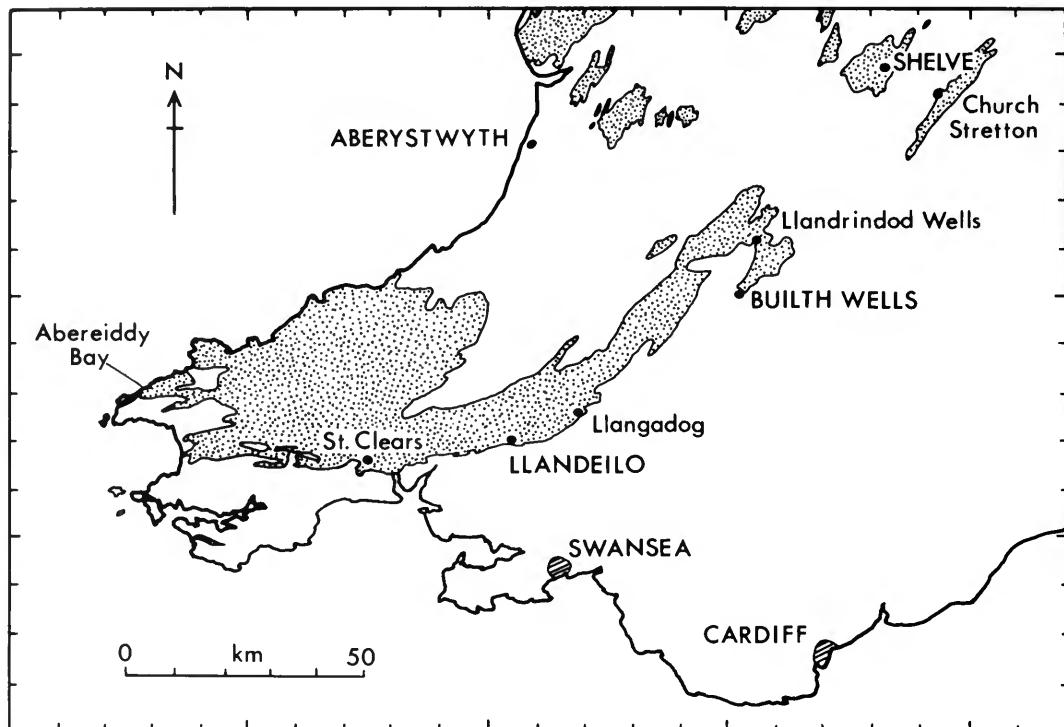 N
SHELVE
Church
Stretton
ABERYSTWYTH
Llandrindod Wells
BUILTH WELLS
Abereiddy
Bay
Llangadog
St. Clears
LLANDEILO
SWANSEA
CARDIFF
0 km 50